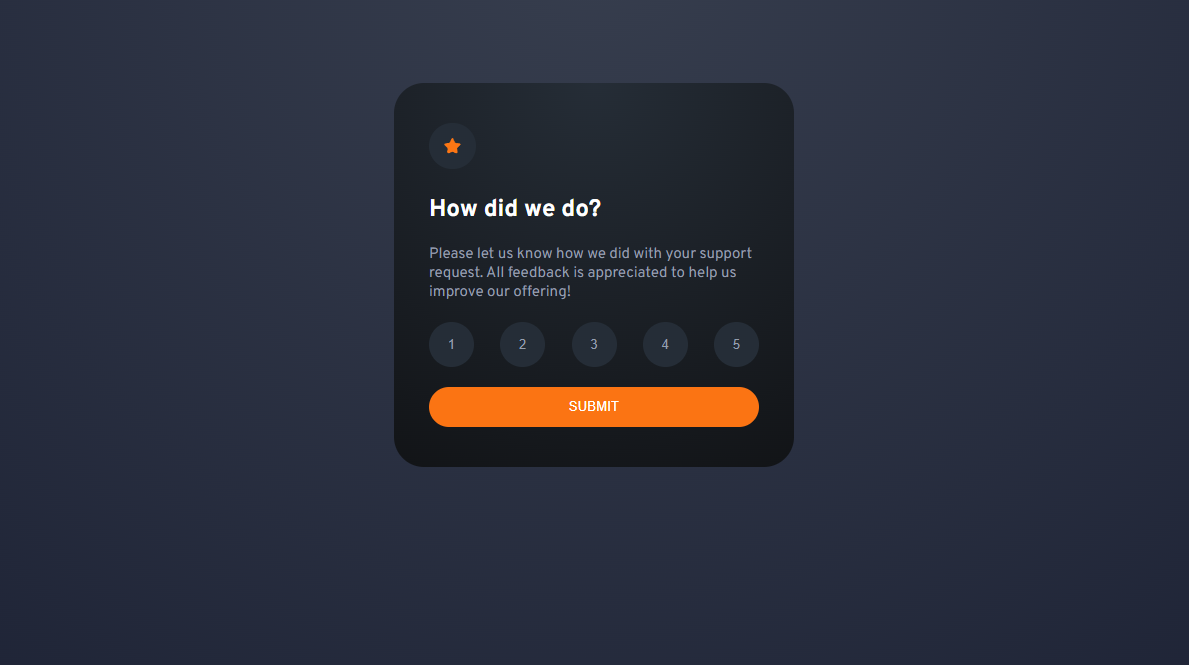 How did we do?
Please let us know how we did with your support
request. All feedback is appreciated to help us
improve our offering!
1 2 3 4 5
SUBMIT